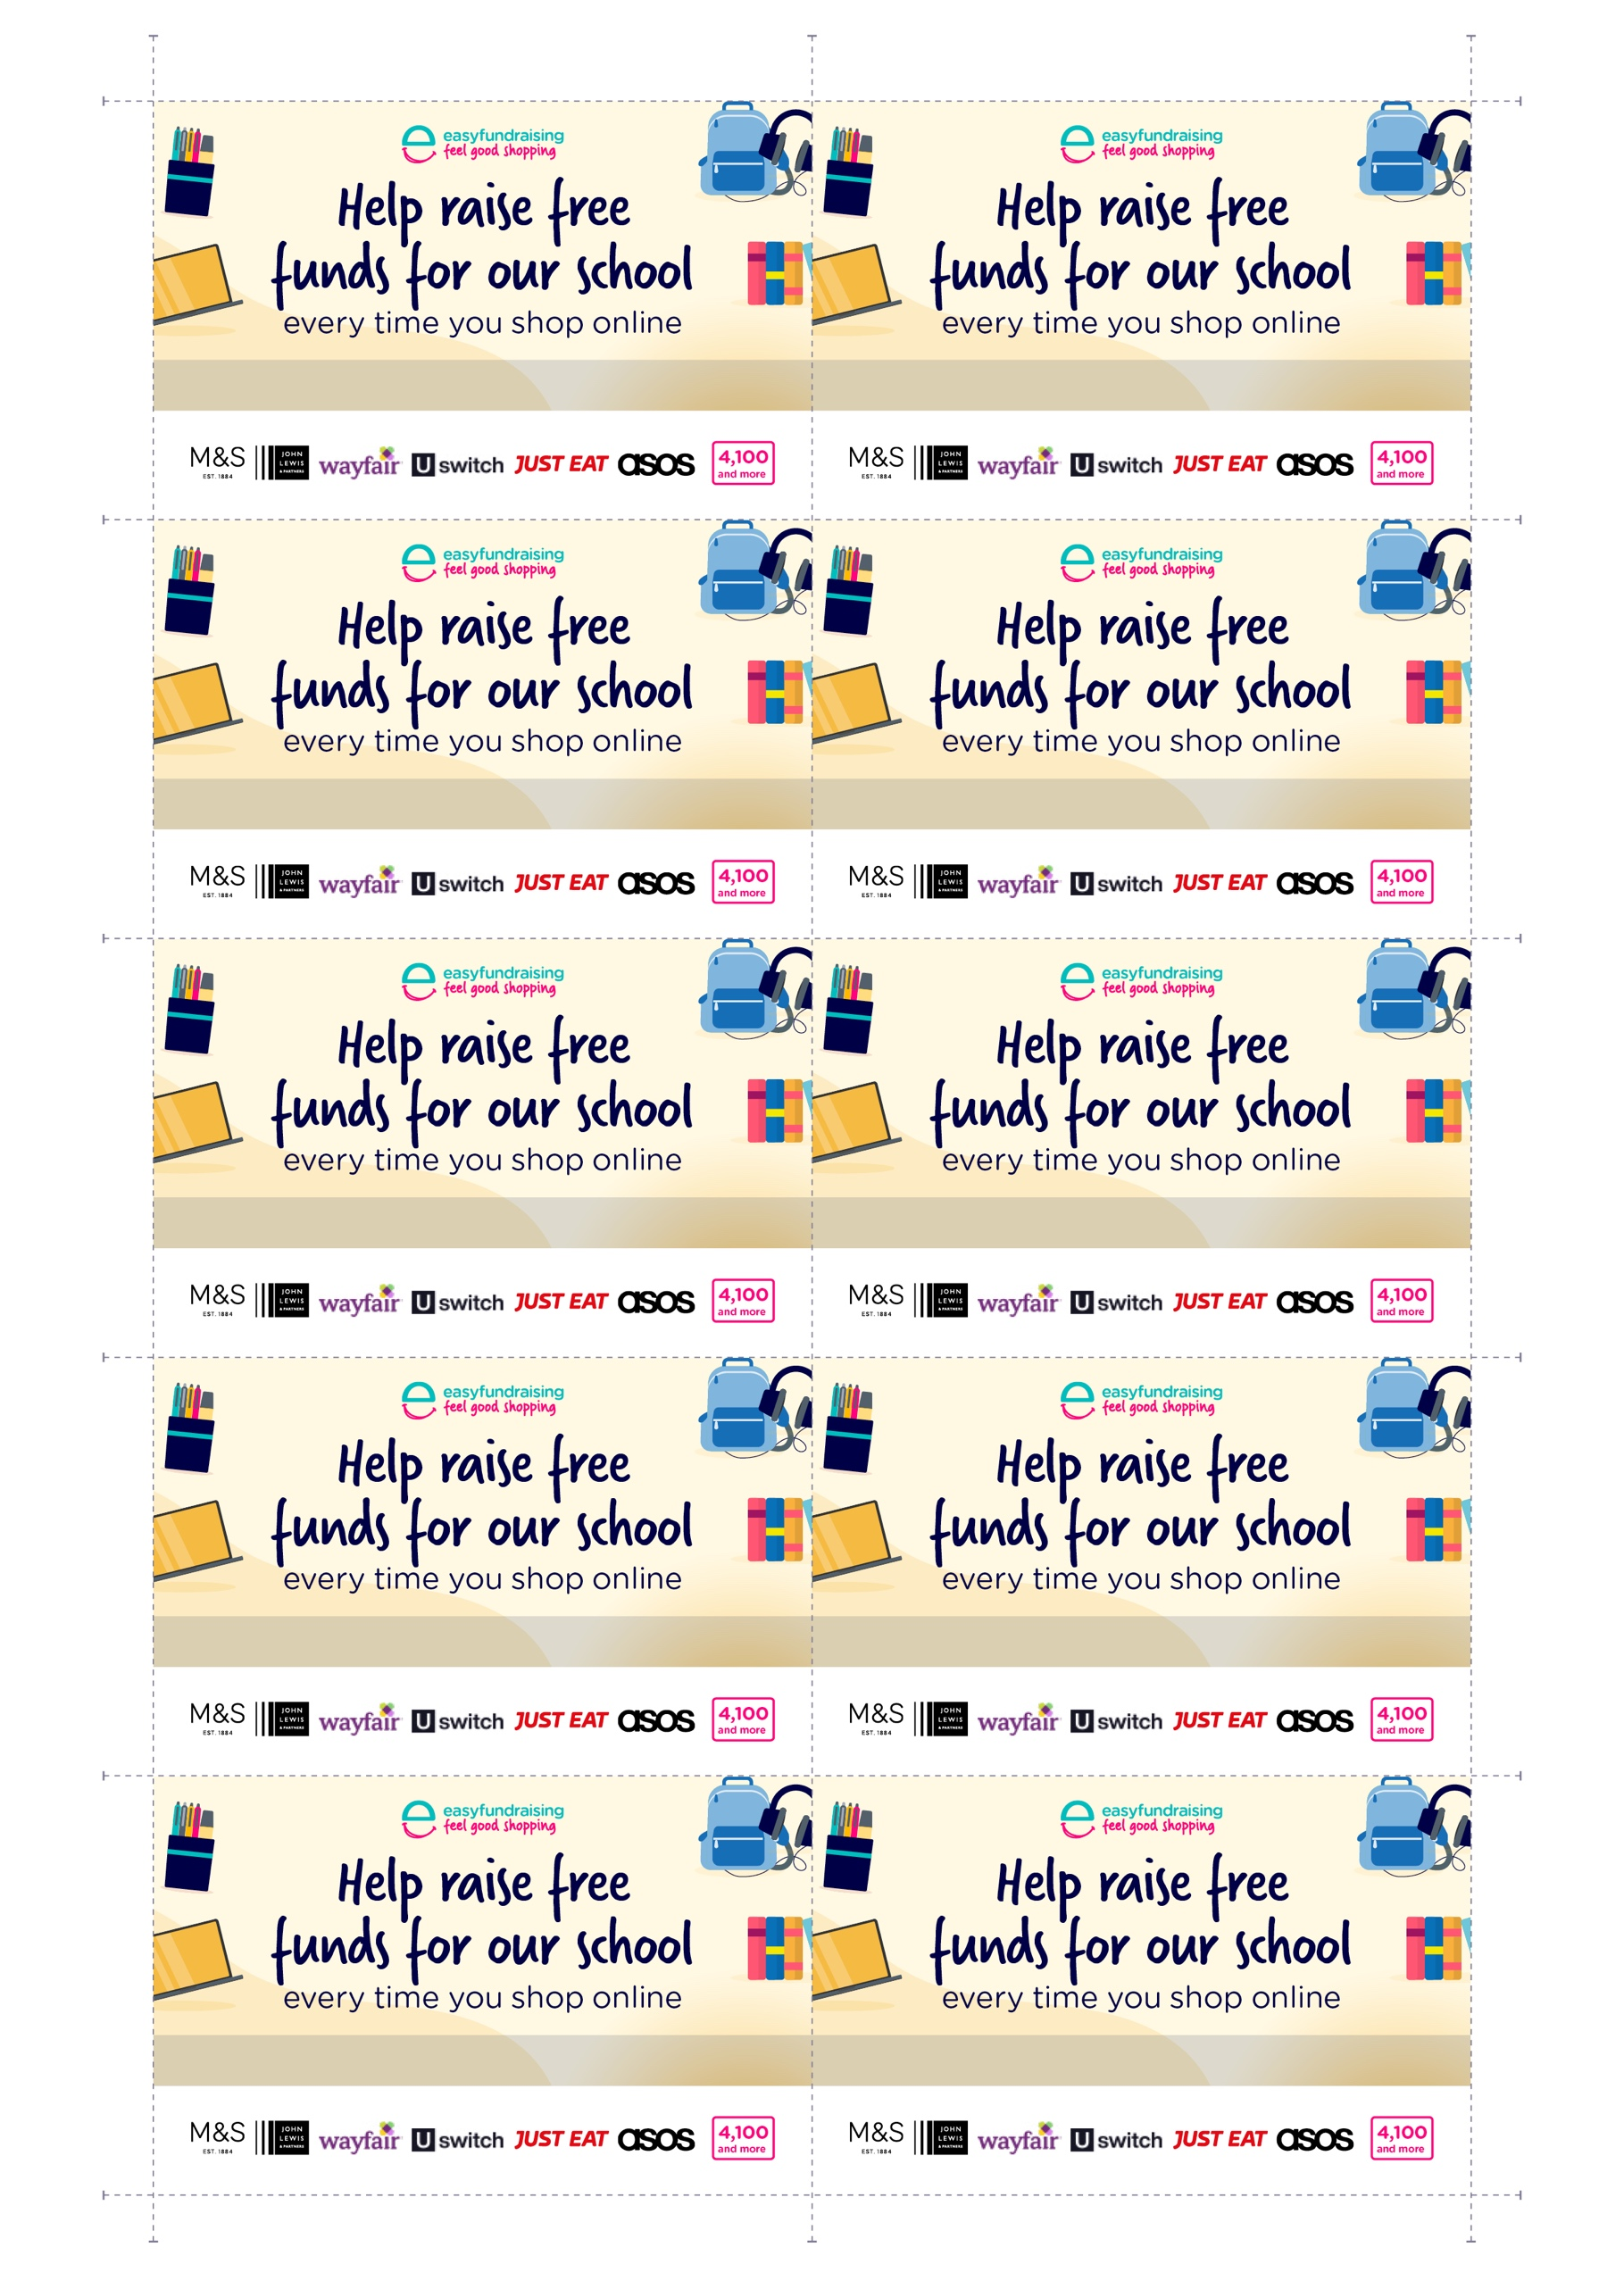 easyfundraising
feel good shopping
Help raise free
funds for our school
every time you shop online
M&S EST. 1884 JOHN LEWIS & PARTNERS wayfair Uswitch JUST EAT asos 4,100 and more
easyfundraising
feel good shopping
Help raise free
funds for our school
every time you shop online
M&S EST. 1884 JOHN LEWIS & PARTNERS wayfair Uswitch JUST EAT asos 4,100 and more
easyfundraising
feel good shopping
Help raise free
funds for our school
every time you shop online
M&S EST. 1884 JOHN LEWIS & PARTNERS wayfair Uswitch JUST EAT asos 4,100 and more
easyfundraising
feel good shopping
Help raise free
funds for our school
every time you shop online
M&S EST. 1884 JOHN LEWIS & PARTNERS wayfair Uswitch JUST EAT asos 4,100 and more
easyfundraising
feel good shopping
Help raise free
funds for our school
every time you shop online
M&S EST. 1884 JOHN LEWIS & PARTNERS wayfair Uswitch JUST EAT asos 4,100 and more
easyfundraising
feel good shopping
Help raise free
funds for our school
every time you shop online
M&S EST. 1884 JOHN LEWIS & PARTNERS wayfair Uswitch JUST EAT asos 4,100 and more
easyfundraising
feel good shopping
Help raise free
funds for our school
every time you shop online
M&S EST. 1884 JOHN LEWIS & PARTNERS wayfair Uswitch JUST EAT asos 4,100 and more
easyfundraising
feel good shopping
Help raise free
funds for our school
every time you shop online
M&S EST. 1884 JOHN LEWIS & PARTNERS wayfair Uswitch JUST EAT asos 4,100 and more
easyfundraising
feel good shopping
Help raise free
funds for our school
every time you shop online
M&S EST. 1884 JOHN LEWIS & PARTNERS wayfair Uswitch JUST EAT asos 4,100 and more
easyfundraising
feel good shopping
Help raise free
funds for our school
every time you shop online
M&S EST. 1884 JOHN LEWIS & PARTNERS wayfair Uswitch JUST EAT asos 4,100 and more